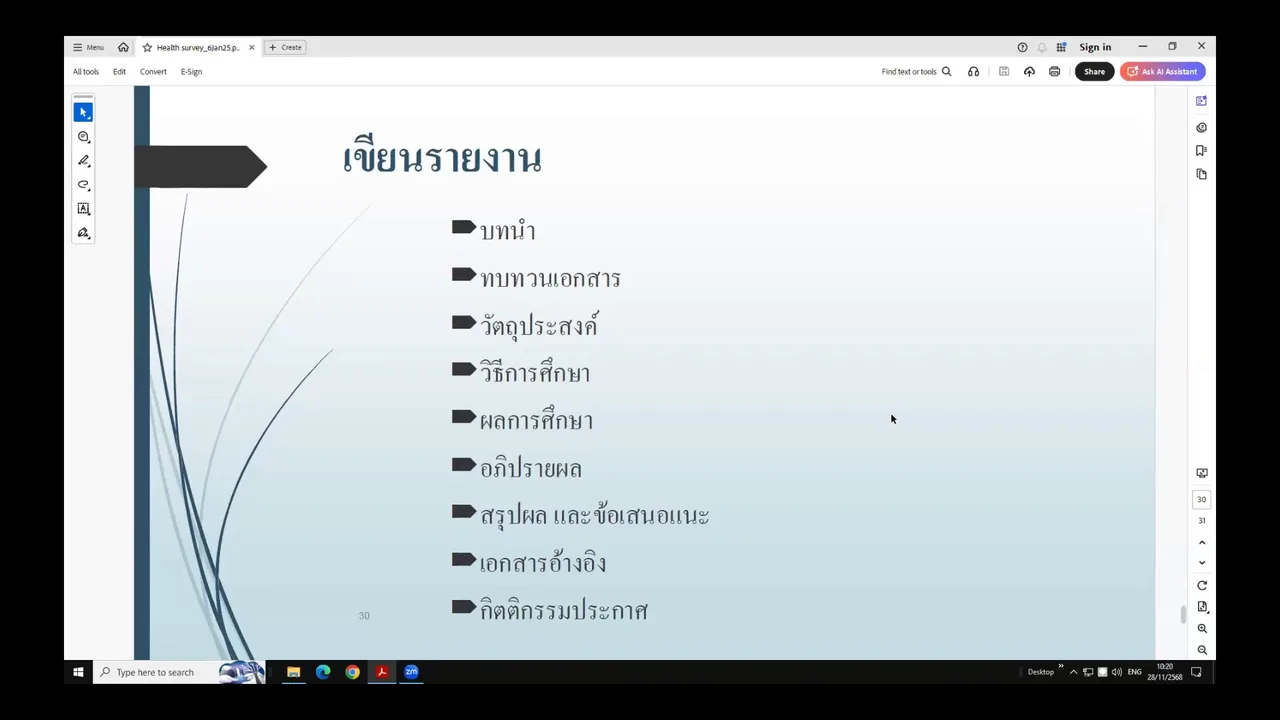 Menu
Health survey_6Jan25.p...
Create
Sign in
All tools
Edit
Convert
E-Sign
Find text or tools
Share
Ask AI Assistant
เขียนรายงาน
บทนำ
ทบทวนเอกสาร
วัตถุประสงค์
วิธีการศึกษา
ผลการศึกษา
อภิปรายผล
สรุปผล และข้อเสนอแนะ
เอกสารอ้างอิง
กิตติกรรมประกาศ
30
30
31
Type here to search
zm
Desktop
ENG
10:20
28/11/2568